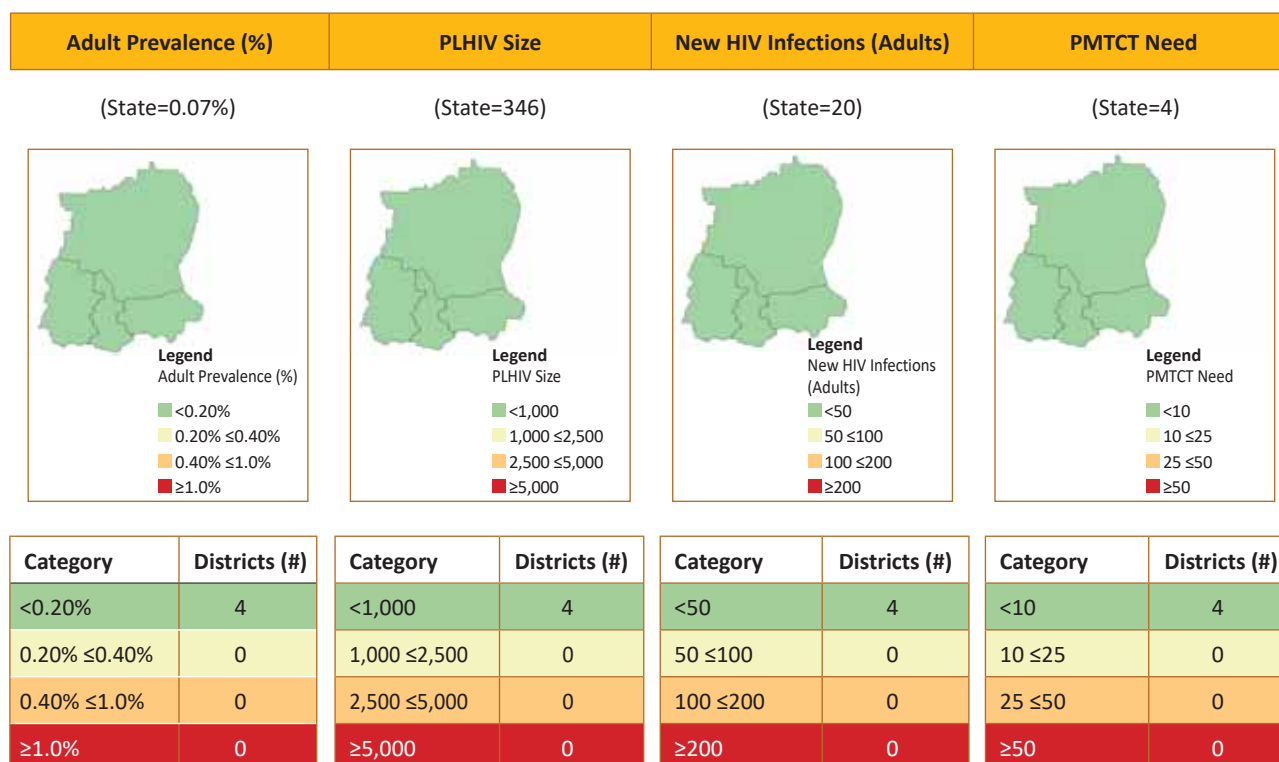 Adult Prevalence (%)
PLHIV Size
New HIV Infections (Adults)
PMTCT Need
(State=0.07%)
(State=346)
(State=20)
(State=4)
Legend
Adult Prevalence (%)
<0.20%
0.20% ≤0.40%
0.40% ≤1.0%
≥1.0%
Legend
PLHIV Size
<1,000
1,000 ≤2,500
2,500 ≤5,000
≥5,000
Legend
New HIV Infections
(Adults)
<50
50 ≤100
100 ≤200
≥200
Legend
PMTCT Need
<10
10 ≤25
25 ≤50
≥50
Category Districts (#)
<0.20% 4
0.20% ≤0.40% 0
0.40% ≤1.0% 0
≥1.0% 0
Category Districts (#)
<1,000 4
1,000 ≤2,500 0
2,500 ≤5,000 0
≥5,000 0
Category Districts (#)
<50 4
50 ≤100 0
100 ≤200 0
≥200 0
Category Districts (#)
<10 4
10 ≤25 0
25 ≤50 0
≥50 0